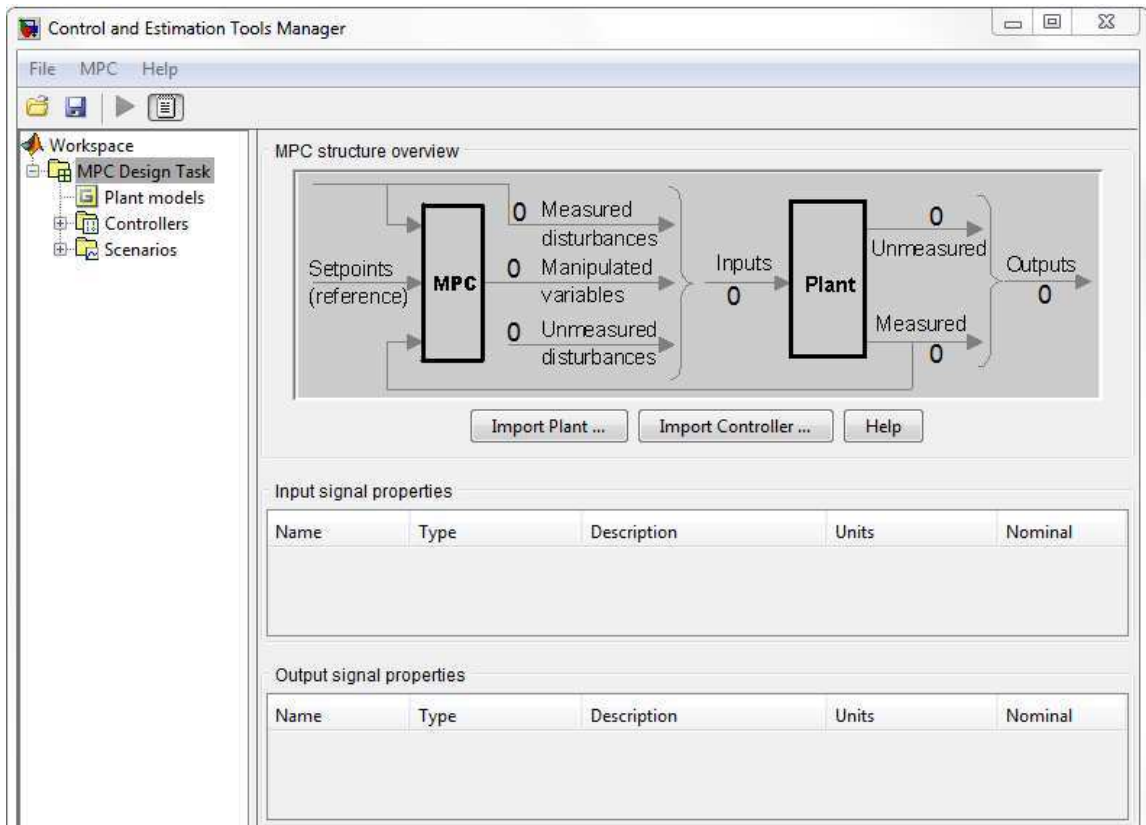 Control and Estimation Tools Manager
File MPC Help
Workspace
MPC Design Task
Plant models
Controllers
Scenarios
MPC structure overview
Setpoints
(reference)
MPC
0 Measured
disturbances
0 Manipulated
variables
0 Unmeasured
disturbances
Inputs
0
Plant
0
Unmeasured
Measured
0
Outputs
0
Import Plant ... Import Controller ... Help
Input signal properties
Name Type Description Units Nominal
Output signal properties
Name Type Description Units Nominal